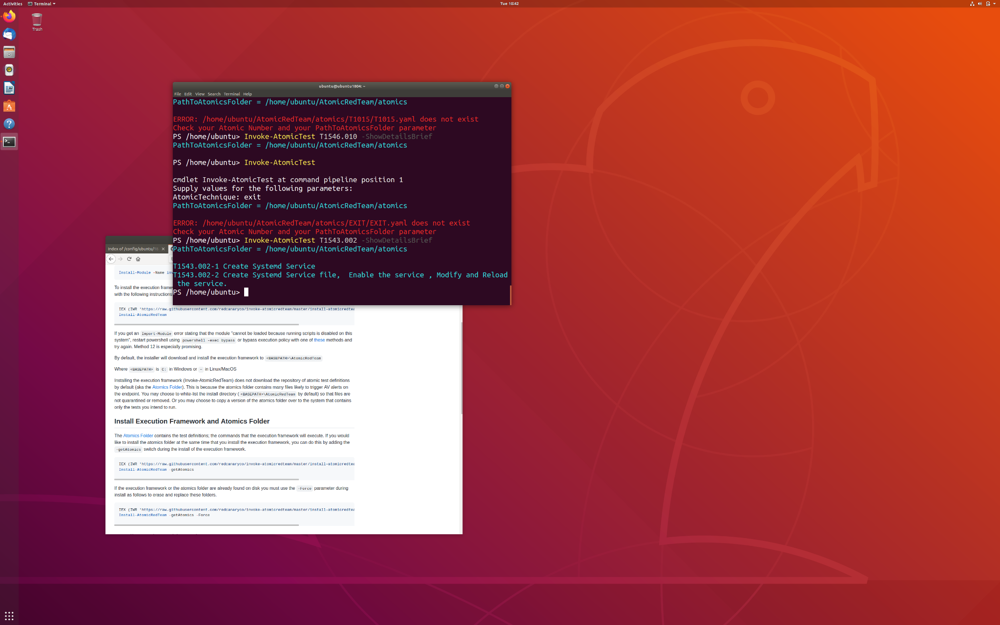 Activities
Terminal
Tue 10:42
Trash
ubuntu@ubuntu1804: ~
File Edit View Search Terminal Help
PathToAtomicsFolder = /home/ubuntu/AtomicRedTeam/atomics
ERROR: /home/ubuntu/AtomicRedTeam/atomics/T1015/T1015.yaml does not exist
Check your Atomic Number and your PathToAtomicsFolder parameter
PS /home/ubuntu> Invoke-AtomicTest T1546.010 -ShowDetailsBrief
PathToAtomicsFolder = /home/ubuntu/AtomicRedTeam/atomics
PS /home/ubuntu> Invoke-AtomicTest
cmdlet Invoke-AtomicTest at command pipeline position 1
Supply values for the following parameters:
AtomicTechnique: exit
PathToAtomicsFolder = /home/ubuntu/AtomicRedTeam/atomics
ERROR: /home/ubuntu/AtomicRedTeam/atomics/EXIT/EXIT.yaml does not exist
Check your Atomic Number and your PathToAtomicsFolder parameter
PS /home/ubuntu> Invoke-AtomicTest T1543.002 -ShowDetailsBrief
PathToAtomicsFolder = /home/ubuntu/AtomicRedTeam/atomics
T1543.002-1 Create Systemd Service
T1543.002-2 Create Systemd Service file,  Enable the service , Modify and Reload
the service.
PS /home/ubuntu>
Index of /config/ubuntu/18
Install-Module -Name inv
To install the execution frame
with the following instructions
IEX (IWR 'https://raw.githubusercontent.com/redcanaryco/invoke-atomicredteam/master/install-atomicredtea
Install-AtomicRedTeam
If you get an Import-Module error stating that the module "cannot be loaded because running scripts is disabled on this
system", restart powershell using powershell -exec bypass or bypass execution policy with one of these methods and
try again. Method 12 is especially promising.
By default, the installer will download and install the execution framework to <BASEPATH>\AtomicRedTeam
Where <BASEPATH> is C: in Windows or ~ in Linux/MacOS
Installing the execution framework (Invoke-AtomicRedTeam) does not download the repository of atomic test definitions
by default (aka the Atomics Folder). This is because the atomics folder contains many files likely to trigger AV alerts on
the endpoint. You may choose to white-list the install directory ( <BASEPATH>\AtomicRedTeam by default) so that files are
not quarantined or removed. Or you may choose to copy a version of the atomics folder over to the system that contains
only the tests you intend to run.
Install Execution Framework and Atomics Folder
The Atomics Folder contains the test definitions; the commands that the execution framework will execute. If you would
like to install the atomics folder at the same time that you install the execution framework, you can do this by adding the
-getAtomics switch during the install of the execution framework.
IEX (IWR 'https://raw.githubusercontent.com/redcanaryco/invoke-atomicredteam/master/install-atomicredtea
Install-AtomicRedTeam -getAtomics
If the execution framework or the atomics folder are already found on disk you must use the -Force parameter during
install as follows to erase and replace these folders.
IEX (IWR 'https://raw.githubusercontent.com/redcanaryco/invoke-atomicredteam/master/install-atomicredtea
Install-AtomicRedTeam -getAtomics -Force